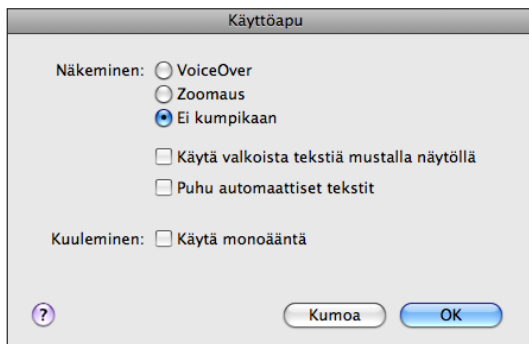 Käyttöapu
Näkeminen: VoiceOver
Zoomaus
Ei kumpikaan
Käytä valkoista tekstiä mustalla näytöllä
Puhu automaattiset tekstit
Kuuleminen: Käytä monoääntä
? Kumoa OK